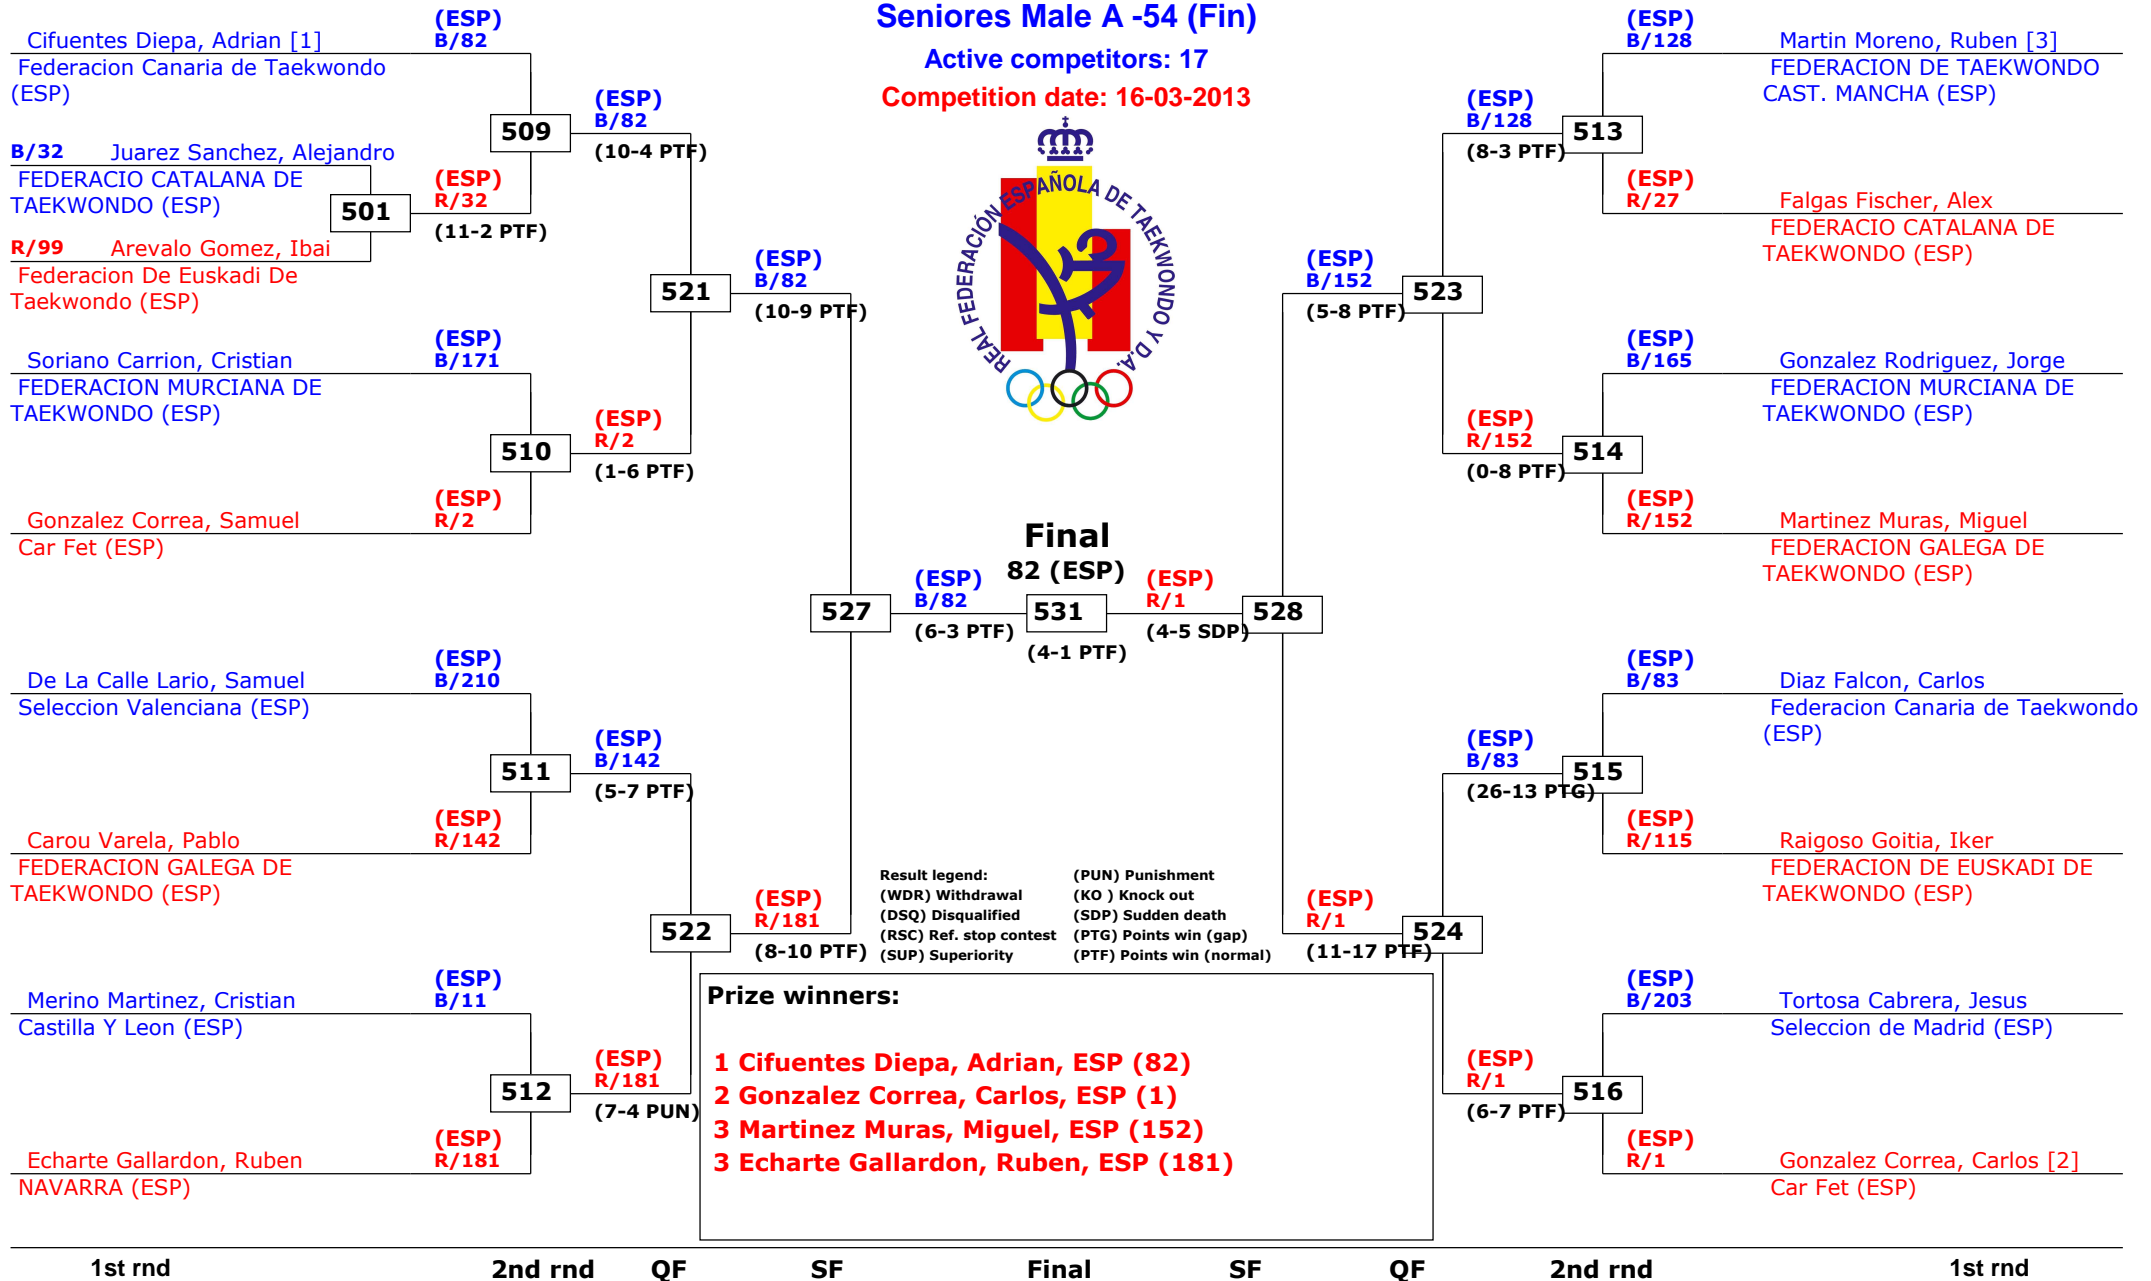 Seniores Male A -54 (Fin)
Active competitors: 17
Competition date: 16-03-2013
REAL FEDERACIÓN ESPAÑOLA DE TAEKWONDO Y D.A.
Cifuentes Diepa, Adrian [1]
Federacion Canaria de Taekwondo
(ESP)
(ESP)
B/82
B/32 Juarez Sanchez, Alejandro
FEDERACIO CATALANA DE
TAEKWONDO (ESP)
R/99 Arevalo Gomez, Ibai
Federacion De Euskadi De
Taekwondo (ESP)
501
(ESP)
R/32
(11-2 PTF)
509
(ESP)
B/82
(10-4 PTF)
Soriano Carrion, Cristian
FEDERACION MURCIANA DE
TAEKWONDO (ESP)
(ESP)
B/171
Gonzalez Correa, Samuel
Car Fet (ESP)
(ESP)
R/2
510
(ESP)
R/2
(1-6 PTF)
521
(ESP)
B/82
(10-9 PTF)
De La Calle Lario, Samuel
Seleccion Valenciana (ESP)
(ESP)
B/210
Carou Varela, Pablo
FEDERACION GALEGA DE
TAEKWONDO (ESP)
(ESP)
R/142
511
(ESP)
B/142
(5-7 PTF)
Merino Martinez, Cristian
Castilla Y Leon (ESP)
(ESP)
B/11
Echarte Gallardon, Ruben
NAVARRA (ESP)
(ESP)
R/181
512
(ESP)
R/181
(7-4 PUN)
522
(ESP)
R/181
(8-10 PTF)
527
(ESP)
B/82
(6-3 PTF)
Final
82 (ESP)
531
(4-1 PTF)
(ESP)
R/1
(4-5 SDP)
528
(ESP)
B/152
(5-8 PTF)
523
(ESP)
B/128
(8-3 PTF)
513
(ESP)
B/128
Martin Moreno, Ruben [3]
FEDERACION DE TAEKWONDO
CAST. MANCHA (ESP)
(ESP)
R/27
Falgas Fischer, Alex
FEDERACIO CATALANA DE
TAEKWONDO (ESP)
(ESP)
R/152
(0-8 PTF)
514
(ESP)
B/165
Gonzalez Rodriguez, Jorge
FEDERACION MURCIANA DE
TAEKWONDO (ESP)
(ESP)
R/152
Martinez Muras, Miguel
FEDERACION GALEGA DE
TAEKWONDO (ESP)
(ESP)
R/1
(11-17 PTF)
524
(ESP)
B/83
(26-13 PTG)
515
(ESP)
B/83
Diaz Falcon, Carlos
Federacion Canaria de Taekwondo
(ESP)
(ESP)
R/115
Raigoso Goitia, Iker
FEDERACION DE EUSKADI DE
TAEKWONDO (ESP)
(ESP)
R/1
(6-7 PTF)
516
(ESP)
B/203
Tortosa Cabrera, Jesus
Seleccion de Madrid (ESP)
(ESP)
R/1
Gonzalez Correa, Carlos [2]
Car Fet (ESP)
Result legend:
(WDR) Withdrawal
(DSQ) Disqualified
(RSC) Ref. stop contest
(SUP) Superiority
(PUN) Punishment
(KO ) Knock out
(SDP) Sudden death
(PTG) Points win (gap)
(PTF) Points win (normal)
Prize winners:
1 Cifuentes Diepa, Adrian, ESP (82)
2 Gonzalez Correa, Carlos, ESP (1)
3 Martinez Muras, Miguel, ESP (152)
3 Echarte Gallardon, Ruben, ESP (181)
1st rnd 2nd rnd QF SF Final SF QF 2nd rnd 1st rnd